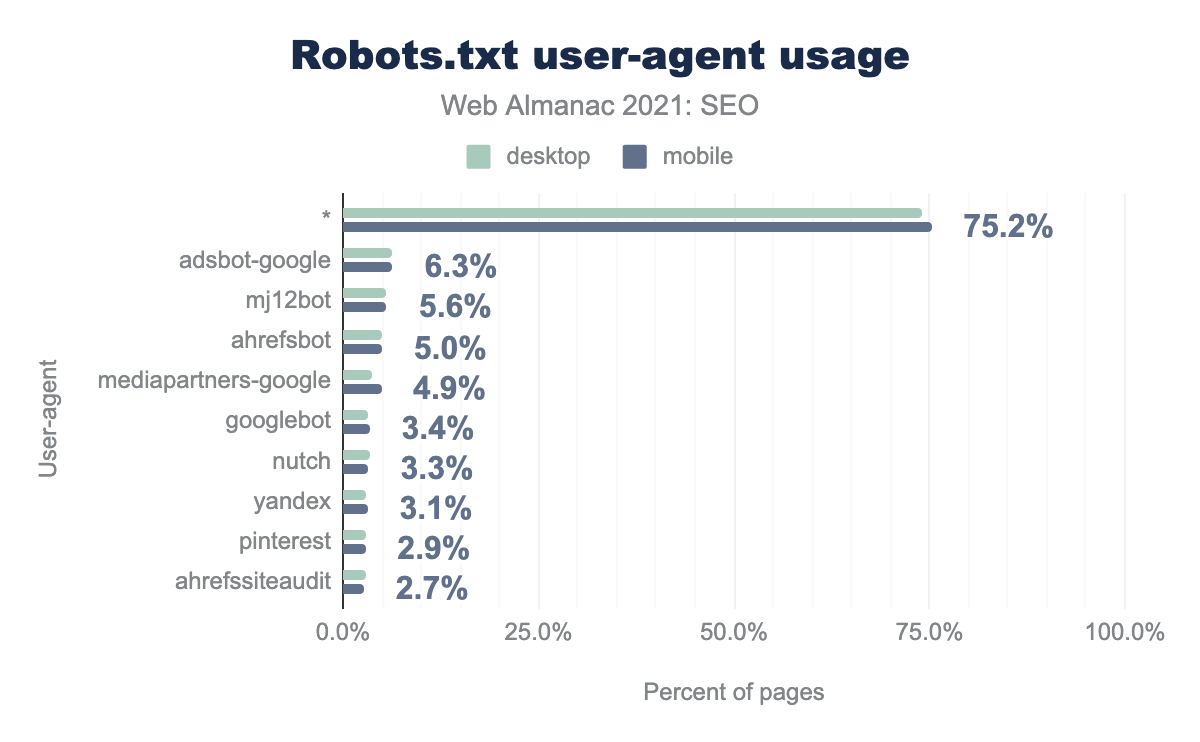 Robots.txt user-agent usage
Web Almanac 2021: SEO
desktop mobile
* 75.2%
adsbot-google 6.3%
mj12bot 5.6%
ahrefsbot 5.0%
mediapartners-google 4.9%
googlebot 3.4%
nutch 3.3%
yandex 3.1%
pinterest 2.9%
ahrefssiteaudit 2.7%
User-agent
0.0% 25.0% 50.0% 75.0% 100.0%
Percent of pages